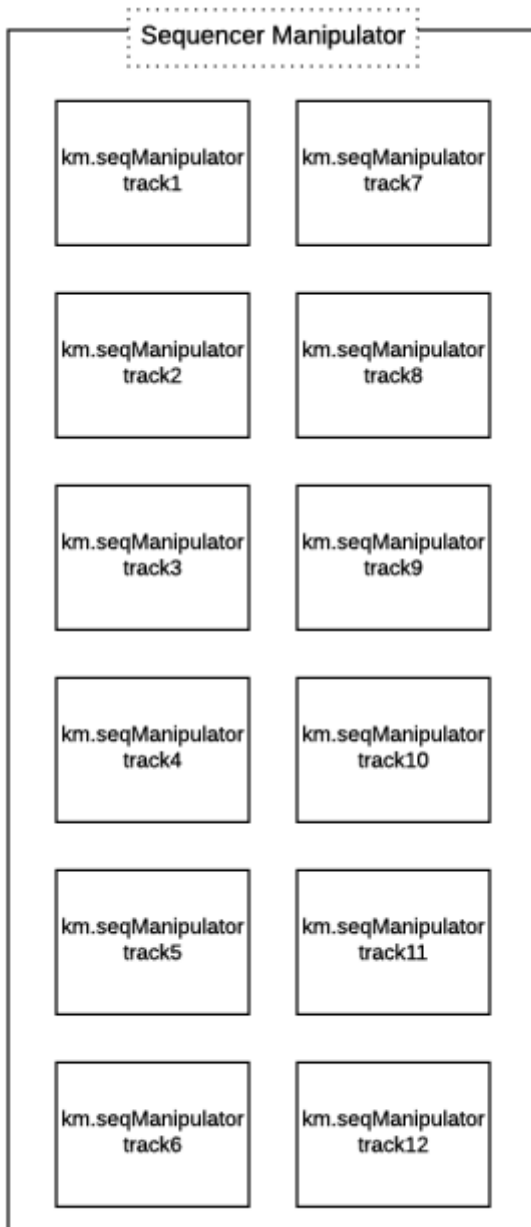 Sequencer Manipulator
km.seqManipulator
track1
km.seqManipulator
track7
km.seqManipulator
track2
km.seqManipulator
track8
km.seqManipulator
track3
km.seqManipulator
track9
km.seqManipulator
track4
km.seqManipulator
track10
km.seqManipulator
track5
km.seqManipulator
track11
km.seqManipulator
track6
km.seqManipulator
track12